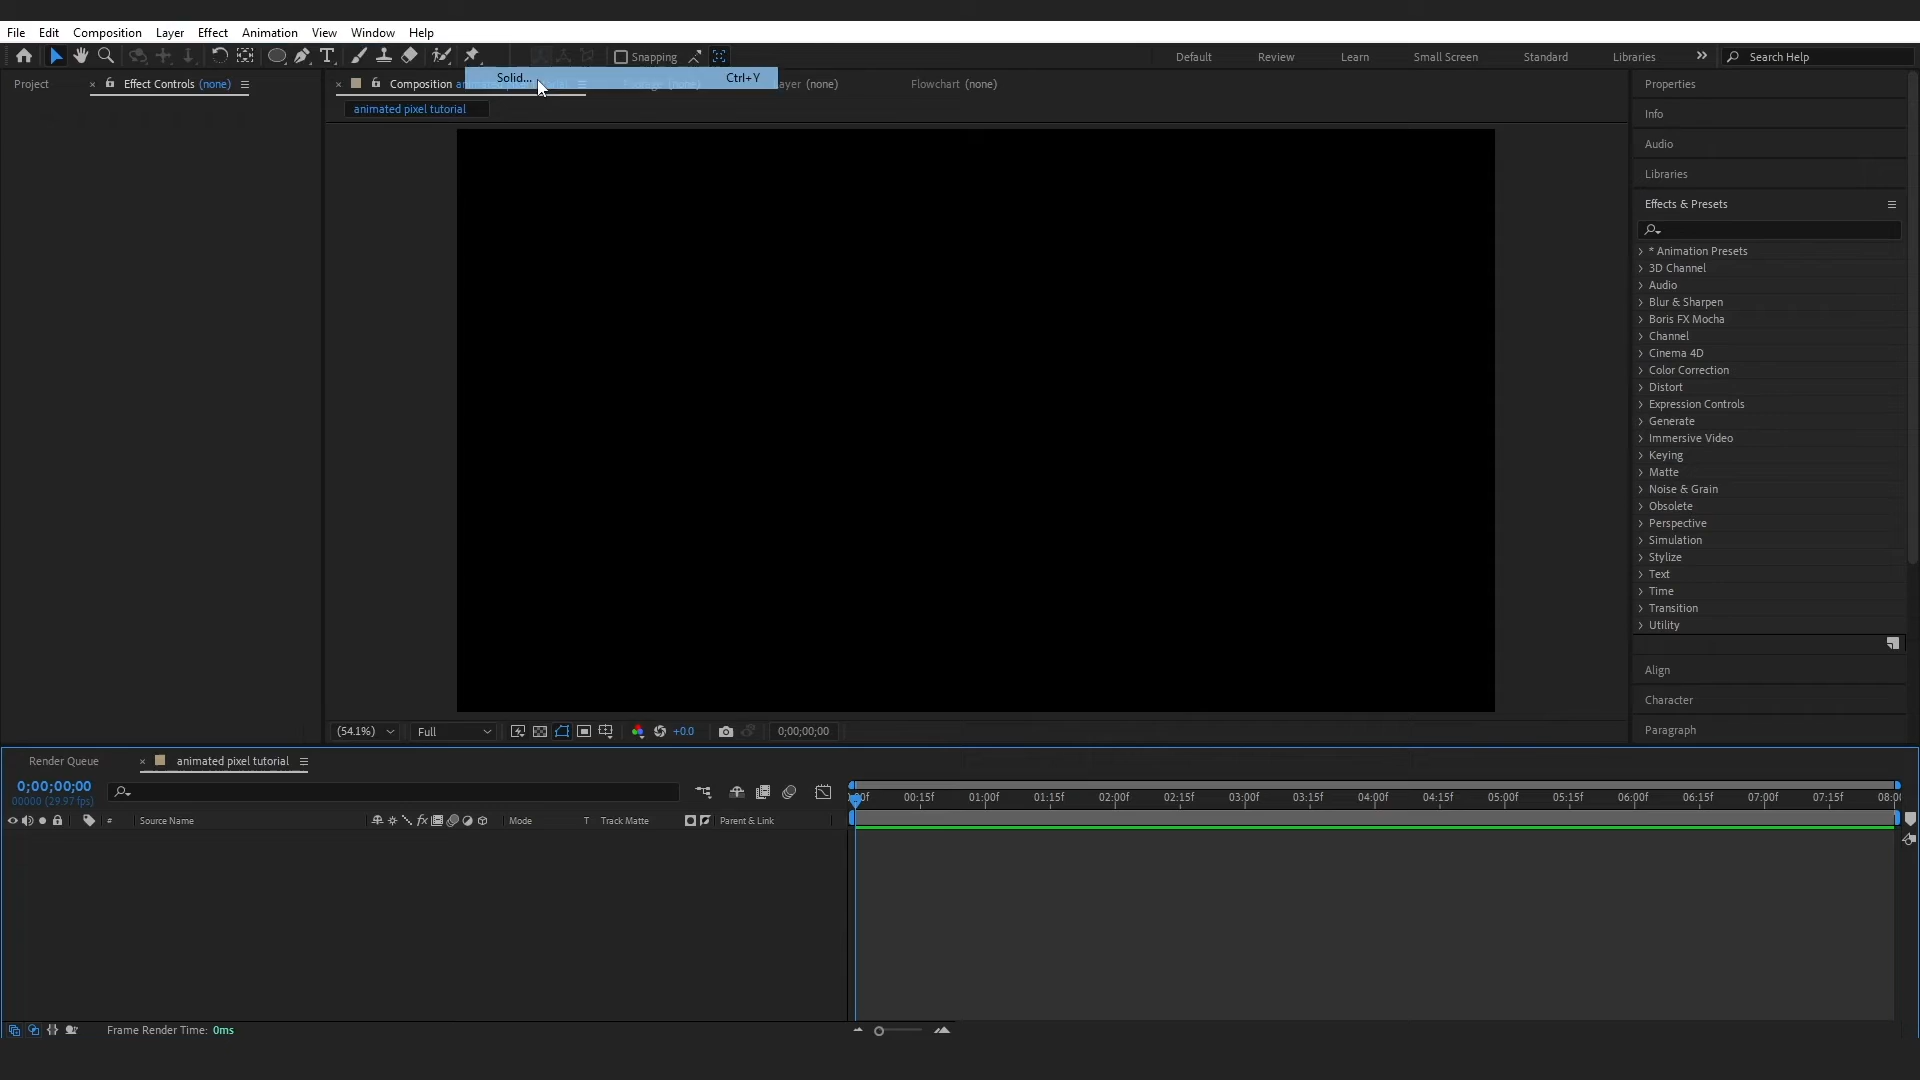 File Edit Composition Layer Effect Animation View Window Help
Snapping Default Review Learn Small Screen Standard Libraries Search Help
Solid... Ctrl+Y
Project Effect Controls (none) Composition (none) Flowchart (none)
animated pixel tutorial
Properties
Info
Audio
Libraries
Effects & Presets
* Animation Presets
3D Channel
Audio
Blur & Sharpen
Boris FX Mocha
Channel
Cinema 4D
Color Correction
Distort
Expression Controls
Generate
Immersive Video
Keying
Matte
Noise & Grain
Obsolete
Perspective
Simulation
Stylize
Text
Time
Transition
Utility
Align
Character
Paragraph
(54.1%) Full +0.0 0;00;00;00
Render Queue animated pixel tutorial
0;00;00;00
00000 (29.97 fps)
00:15f 01:00f 01:15f 02:00f 02:15f 03:00f 03:15f 04:00f 04:15f 05:00f 05:15f 06:00f 06:15f 07:00f 07:15f
# Source Name fx Mode T Track Matte Parent & Link
Frame Render Time: 0ms